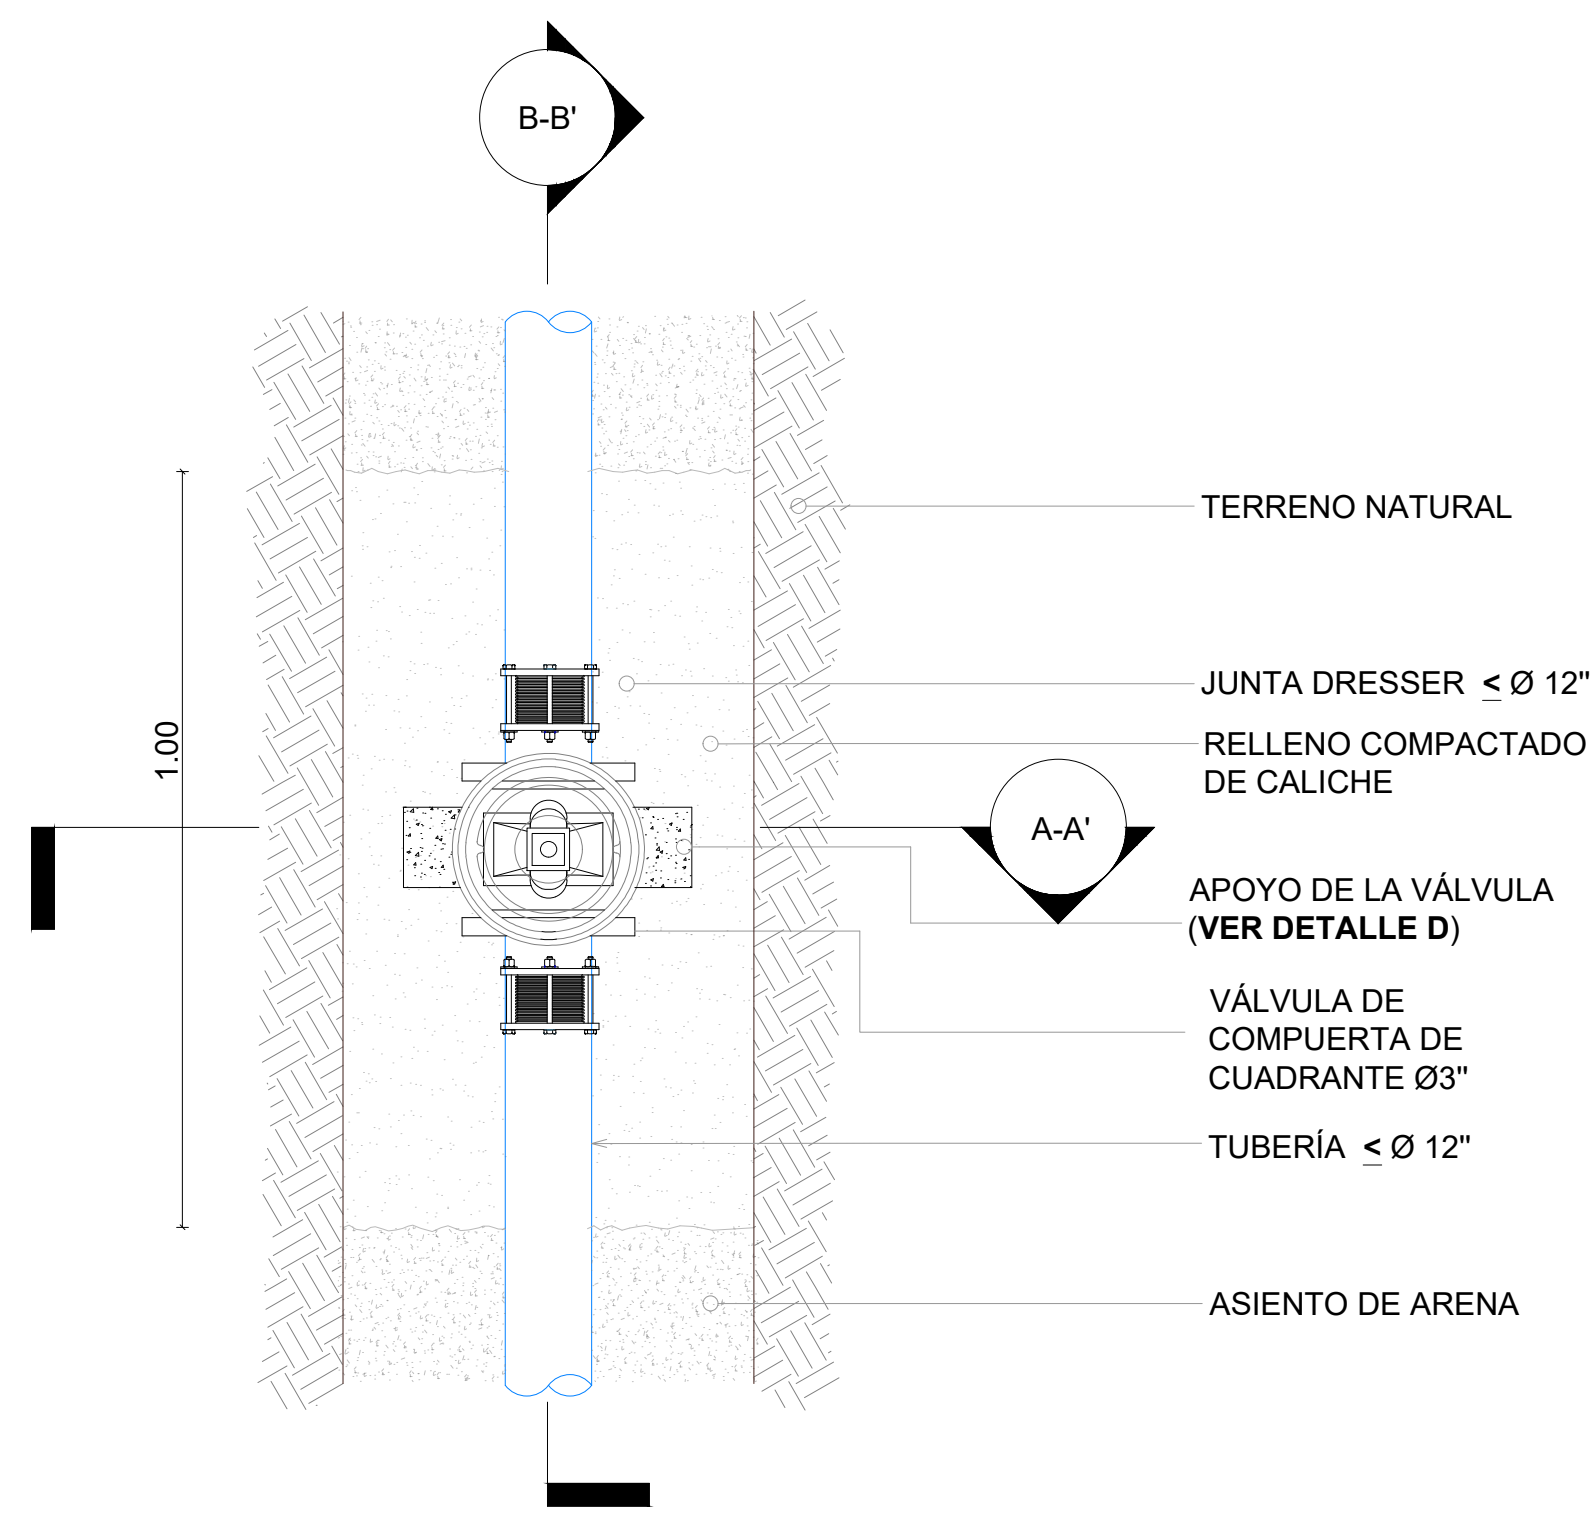 B-B'
TERRENO NATURAL
JUNTA DRESSER ≤ Ø 12"
1.00
RELLENO COMPACTADO
DE CALICHE
A-A'
APOYO DE LA VÁLVULA
(VER DETALLE D)
VÁLVULA DE
COMPUERTA DE
CUADRANTE Ø3"
TUBERÍA ≤ Ø 12"
ASIENTO DE ARENA